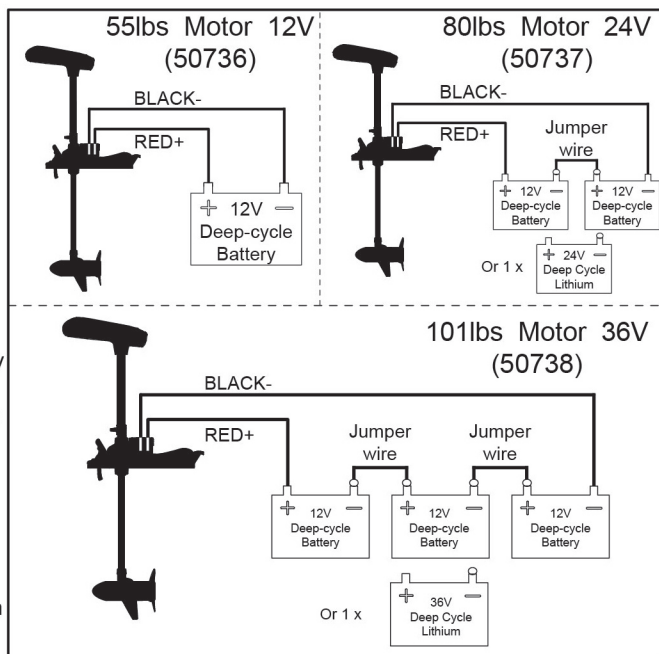 55lbs Motor 12V
(50736)
BLACK-
RED+
+ 12V −
Deep-cycle
Battery
80lbs Motor 24V
(50737)
BLACK-
RED+
Jumper
wire
+ 12V −
Deep-cycle
Battery
+ 12V −
Deep-cycle
Battery
Or 1 x
+ 24V −
Deep Cycle
Lithium
101lbs Motor 36V
(50738)
BLACK-
RED+
Jumper
wire
Jumper
wire
+ 12V −
Deep-cycle
Battery
+ 12V −
Deep-cycle
Battery
+ 12V −
Deep-cycle
Battery
Or 1 x
+ 36V −
Deep Cycle
Lithium